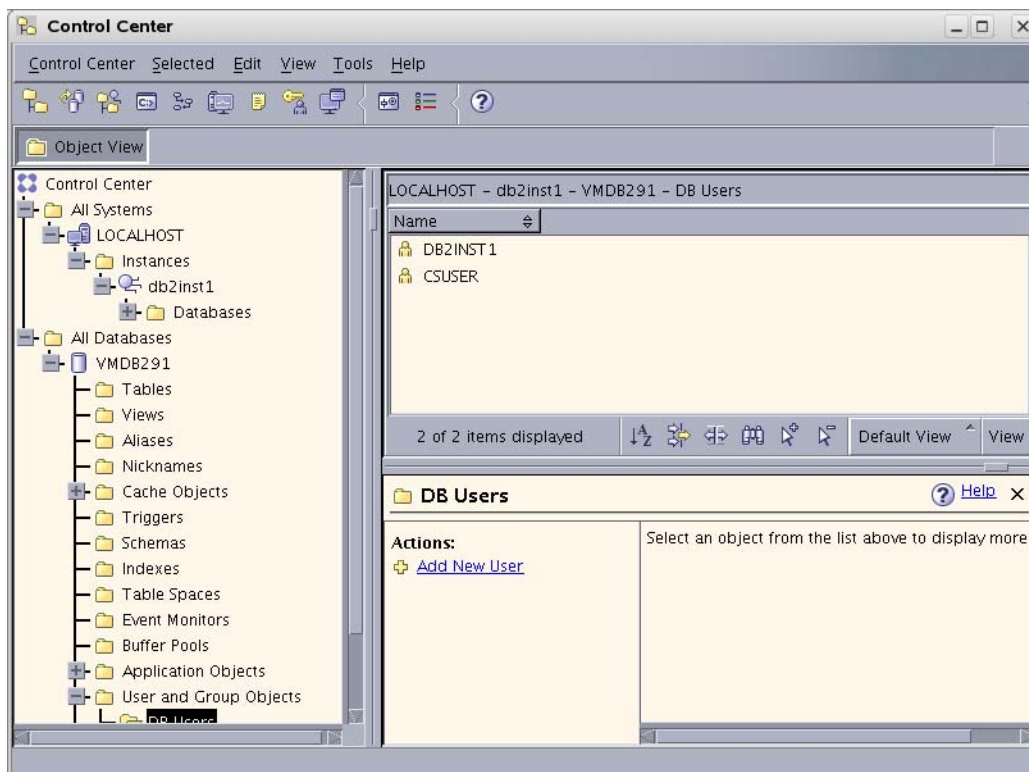 Control Center
Control Center Selected Edit View Tools Help
Object View
Control Center
All Systems
LOCALHOST
Instances
db2inst1
Databases
All Databases
VMDB291
Tables
Views
Aliases
Nicknames
Cache Objects
Triggers
Schemas
Indexes
Table Spaces
Event Monitors
Buffer Pools
Application Objects
User and Group Objects
DB Users
LOCALHOST - db2inst1 - VMDB291 - DB Users
Name
DB2INST1
CSUSER
2 of 2 items displayed
Default View
View
DB Users
Help
Actions:
Add New User
Select an object from the list above to display more